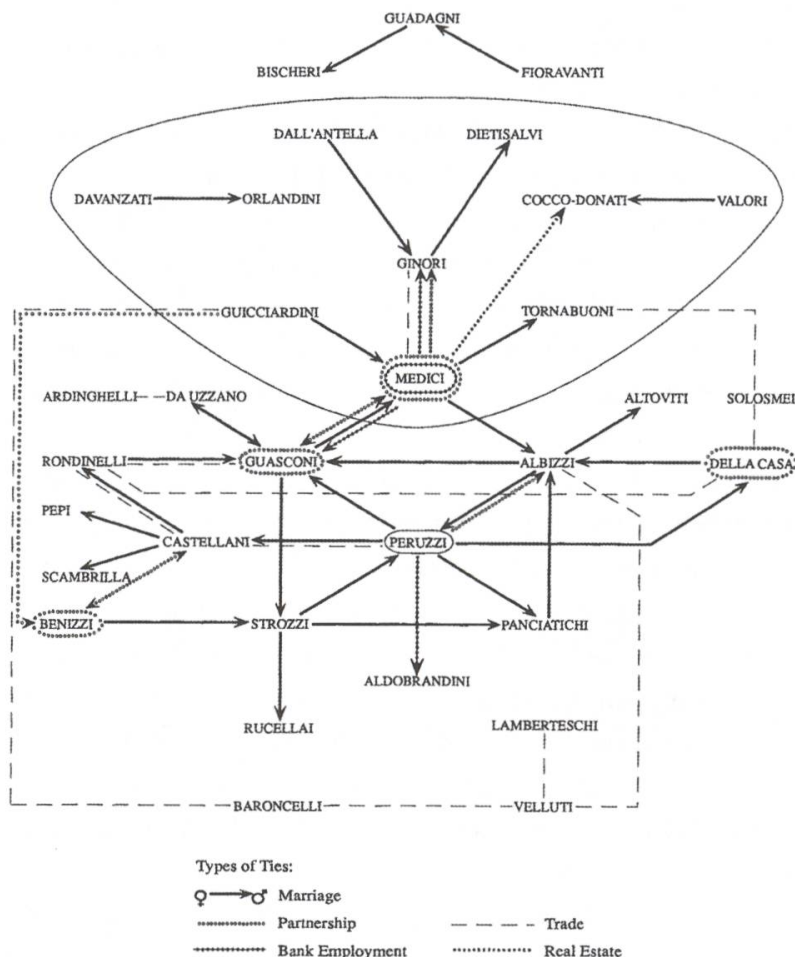 GUADAGNI
BISCHERI FIORAVANTI
DALL'ANTELLA DIETISALVI
DAVANZATI ORLANDINI COCCO-DONATI VALORI
GINORI
GUICCIARDINI TORNABUONI
MEDICI
ARDINGHELLI DA UZZANO ALTOVITI SOLOSMEI
RONDINELLI GUASCONI ALBIZZI DELLA CASA
PEPI
CASTELLANI PERUZZI
SCAMBRILLA
BENIZZI STROZZI PANCIATICHI
ALDOBRANDINI
RUCELLAI LAMBERTESCHI
BARONCELLI VELLUTI
Types of Ties:
♀ ♂ Marriage
Partnership Trade
Bank Employment Real Estate